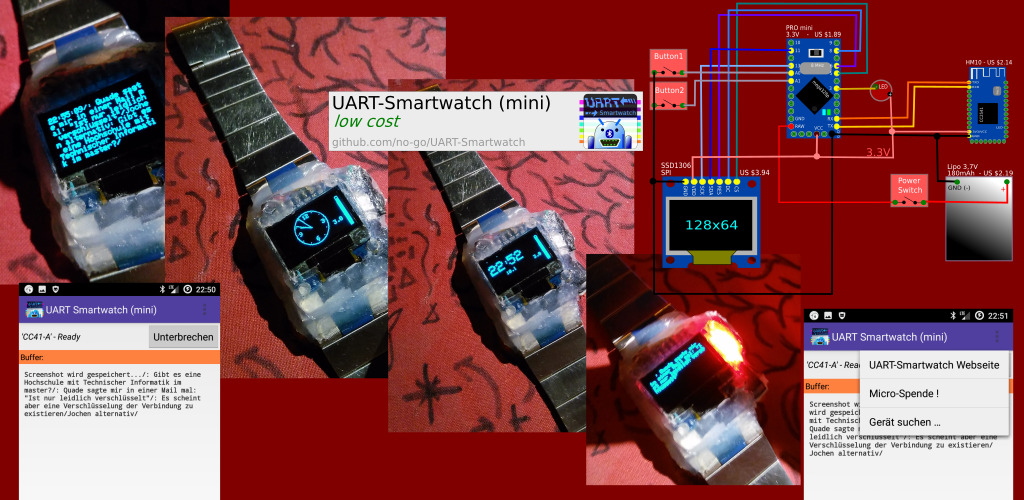 UART-Smartwatch (mini)
low cost
github.com/no-go/UART-Smartwatch
UART
Smartwatch
22:52
PRO mini
3.3V - US $1.89
8 MHz
GND
RAW
VCC
TX
LED
HM10 - US $2.14
Button1
Button2
3.3V
SSD1306
SPI
US $3.94
128x64
Power
Switch
Lipo 3.7V
180mAh - US $2.19
GND (-)
+
22:50
UART Smartwatch (mini)
'CC41-A' - Ready
Unterbrechen
Buffer:
Screenshot wird gespeichert.../: Gibt es eine
Hochschule mit Technischer Informatik im
master?/: Quade sagte mir in einer Mail mal:
"Ist nur leidlich verschlüsselt"/: Es scheint
aber eine Verschlüsselung der Verbindung zu
existieren/Jochen alternativ/
22:51
UART Smartwatch (mini)
'CC41-A' - Read
UART-Smartwatch Webseite
Micro-Spende !
Gerät suchen ...
Buffer:
Screenshot w
wird gespeic
mit Technisc
Quade sagte
leidlich verschlüsselt"/: Es scheint aber eine
Verschlüsselung der Verbindung zu existieren/
Jochen alternativ/